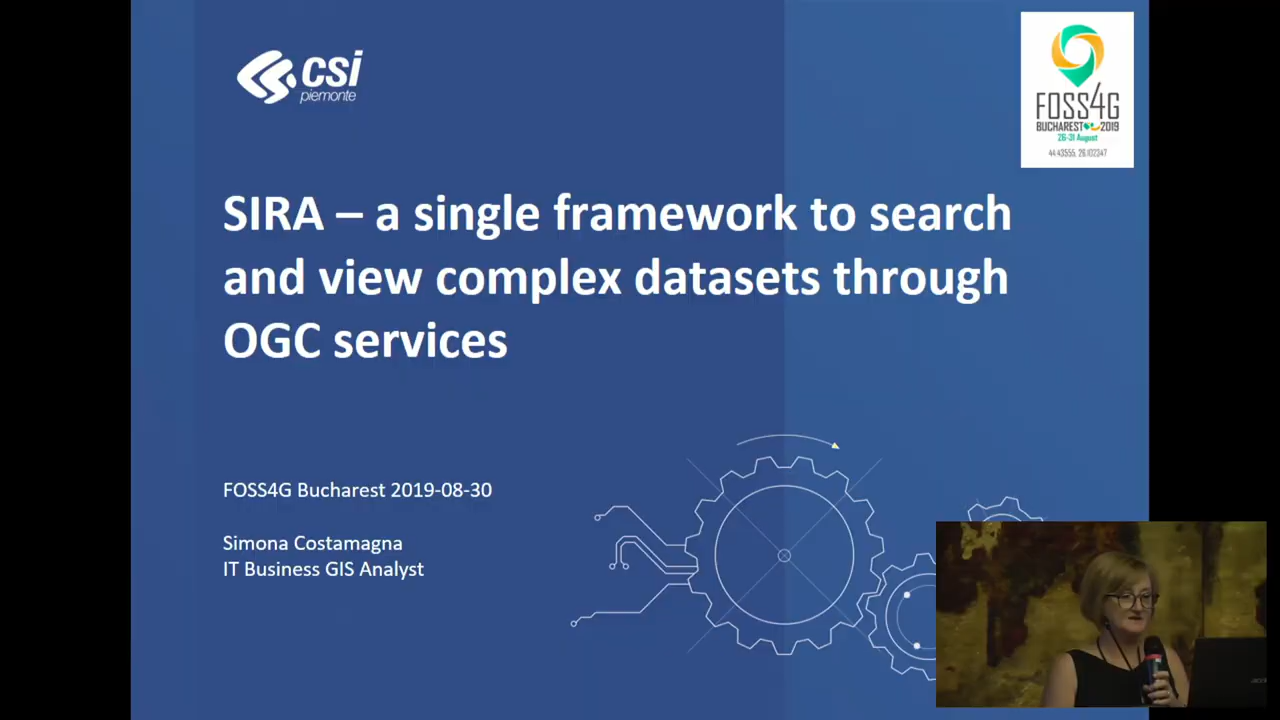 csi
piemonte
FOSS4G
BUCHAREST 2019
26-31 August
44.43555, 26.102347
SIRA – a single framework to search
and view complex datasets through
OGC services
FOSS4G Bucharest 2019-08-30
Simona Costamagna
IT Business GIS Analyst